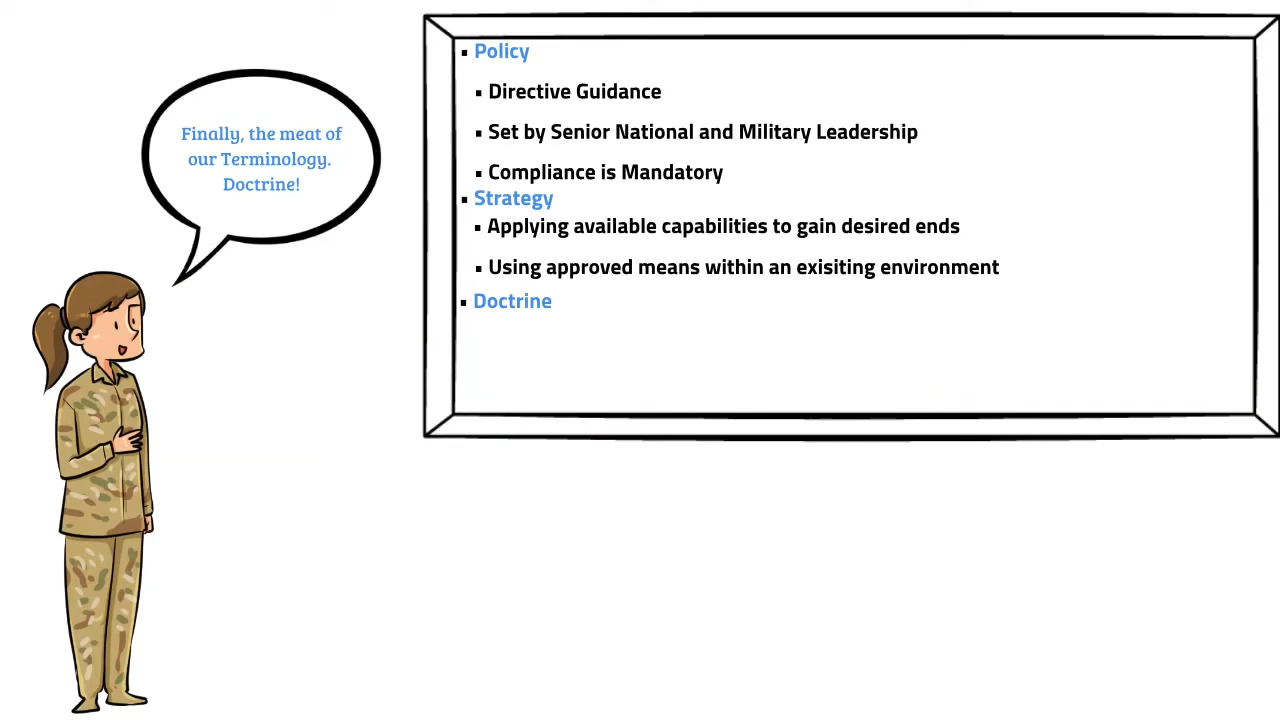 Finally, the meat of
our Terminology.
Doctrine!
▪ Policy
▪ Directive Guidance
▪ Set by Senior National and Military Leadership
▪ Compliance is Mandatory
▪ Strategy
▪ Applying available capabilities to gain desired ends
▪ Using approved means within an exisiting environment
▪ Doctrine